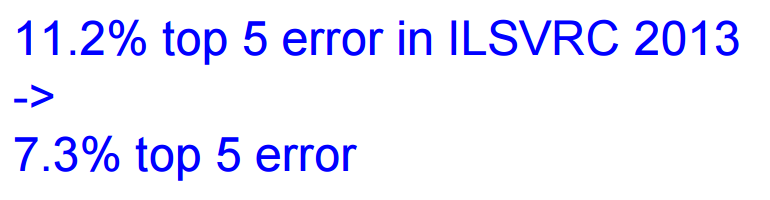 11.2% top 5 error in ILSVRC 2013
->
7.3% top 5 error